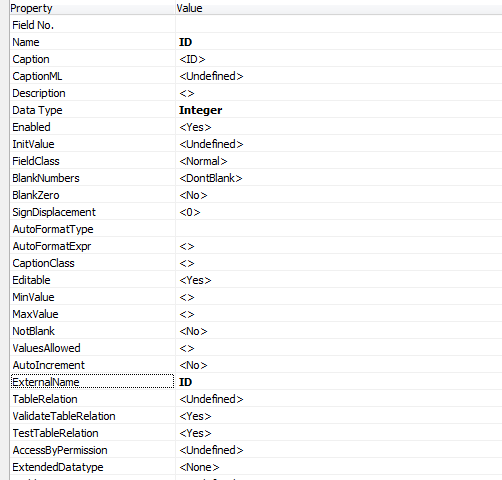 Property Value
Field No.
Name ID
Caption <ID>
CaptionML <Undefined>
Description <>
Data Type Integer
Enabled <Yes>
InitValue <Undefined>
FieldClass <Normal>
BlankNumbers <DontBlank>
BlankZero <No>
SignDisplacement <0>
AutoFormatType
AutoFormatExpr <>
CaptionClass <>
Editable <Yes>
MinValue <>
MaxValue <>
NotBlank <No>
ValuesAllowed <>
AutoIncrement <No>
ExternalName ID
TableRelation <Undefined>
ValidateTableRelation <Yes>
TestTableRelation <Yes>
AccessByPermission <Undefined>
ExtendedDatatype <None>